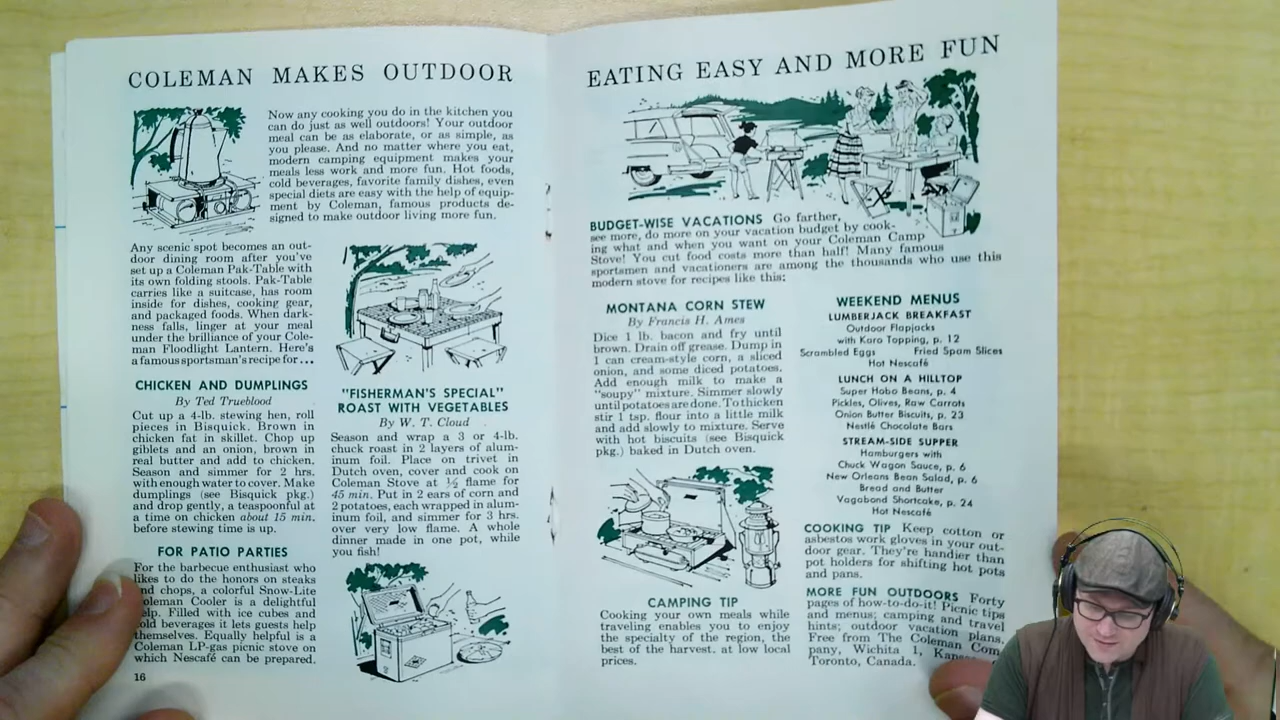 COLEMAN MAKES OUTDOOR
Now any cooking you do in the kitchen you
can do just as well outdoors! Your outdoor
meal can be as elaborate, or as simple, as
you please. And no matter where you eat,
modern camping equipment makes your
meals less work and more fun. Hot foods,
cold beverages, favorite family dishes, even
special diets are easy with the help of equip-
ment by Coleman, famous products de-
signed to make outdoor living more fun.
Any scenic spot becomes an out-
door dining room after you've
set up a Coleman Pak-Table with
its own folding stools. Pak-Table
carries like a suitcase, has room
inside for dishes, cooking gear,
and packaged foods. When dark-
ness falls, linger at your meal
under the brilliance of your Cole-
man Floodlight Lantern. Here's
a famous sportsman's recipe for...
CHICKEN AND DUMPLINGS
By Ted Trueblood
Cut up a 4-lb. stewing hen, roll
pieces in Bisquick. Brown in
chicken fat in skillet. Chop up
giblets and an onion, brown in
real butter and add to chicken.
Season and simmer for 2 hrs.
with enough water to cover. Make
dumplings (see Bisquick pkg.)
and drop gently, a teaspoonful at
a time on chicken about 15 min.
before stewing time is up.
FOR PATIO PARTIES
For the barbecue enthusiast who
likes to do the honors on steaks
and chops, a colorful Snow-Lite
Coleman Cooler is a delightful
help. Filled with ice cubes and
cold beverages it lets guests help
themselves. Equally helpful is a
Coleman LP-gas picnic stove on
which Nescafé can be prepared.
16
"FISHERMAN'S SPECIAL"
ROAST WITH VEGETABLES
By W. T. Cloud
Season and wrap a 3 or 4-lb.
chuck roast in 2 layers of alum-
inum foil. Place on trivet in
Dutch oven, cover and cook on
Coleman Stove at ½ flame for
45 min. Put in 2 ears of corn and
2 potatoes, each wrapped in alum-
inum foil, and simmer for 3 hrs.
over very low flame. A whole
dinner made in one pot, while
you fish!
EATING EASY AND MORE FUN
BUDGET-WISE VACATIONS Go farther,
see more, do more on your vacation budget by cook-
ing what and when you want on your Coleman Camp
Stove! You cut food costs more than half! Many famous
sportsmen and vacationers are among the thousands who use this
modern stove for recipes like this:
MONTANA CORN STEW
By Francis H. Ames
Dice 1 lb. bacon and fry until
brown. Drain off grease. Dump in
1 can cream-style corn, a sliced
onion, and some diced potatoes.
Add enough milk to make a
"soupy" mixture. Simmer slowly
until potatoes are done. To thicken
stir 1 tsp. flour into a little milk
and add slowly to mixture. Serve
with hot biscuits (see Bisquick
pkg.) baked in Dutch oven.
CAMPING TIP
Cooking your own meals while
traveling enables you to enjoy
the specialty of the region, the
best of the harvest. at low local
prices.
WEEKEND MENUS
LUMBERJACK BREAKFAST
Outdoor Flapjacks
with Karo Topping, p. 12
Scrambled Eggs Fried Spam Slices
Hot Nescafé
LUNCH ON A HILLTOP
Super Hobo Beans, p. 4
Pickles, Olives, Raw Carrots
Onion Butter Biscuits, p. 23
Nestlé Chocolate Bars
STREAM-SIDE SUPPER
Hamburgers with
Chuck Wagon Sauce, p. 6
New Orleans Bean Salad, p. 6
Bread and Butter
Vagabond Shortcake, p. 24
Hot Nescafé
COOKING TIP Keep cotton or
asbestos work gloves in your out-
door gear. They're handier than
pot holders for shifting hot pots
and pans.
MORE FUN OUTDOORS Forty
pages of how-to-do-it! Picnic tips
and menus; camping and travel
hints; outdoor vacation plans.
Free from The Coleman Com
pany, Wichita 1, Kans
Toronto, Canada.